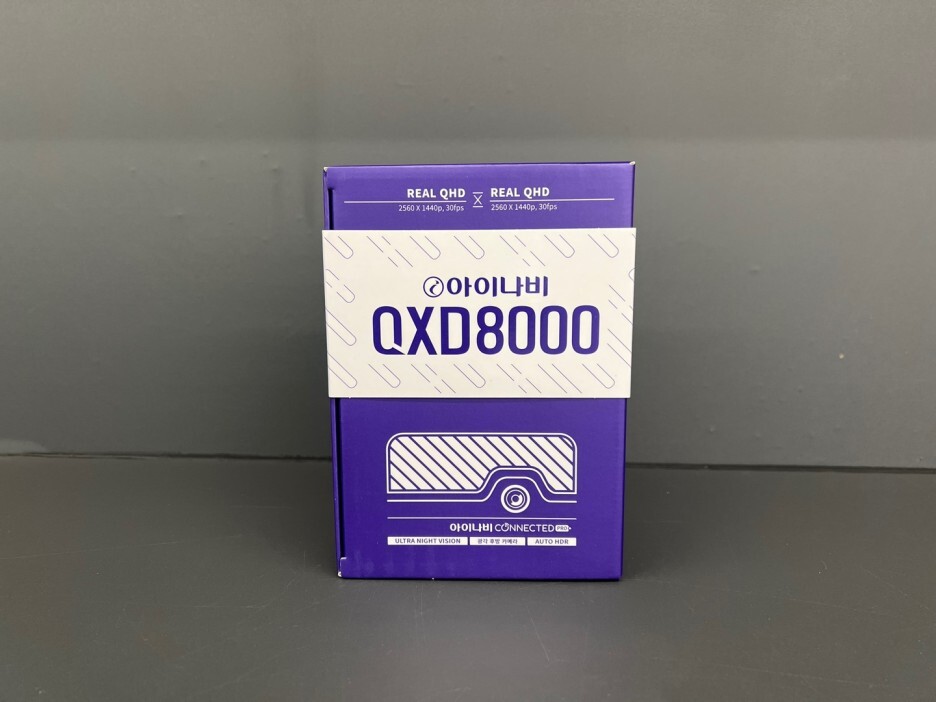 REAL QHD X REAL QHD
2560 X 1440p, 30fps 2560 X 1440p, 30fps
아이나비
QXD8000
아이나비 CONNECTED PRO+
ULTRA NIGHT VISION 광각 후방 카메라 AUTO HDR